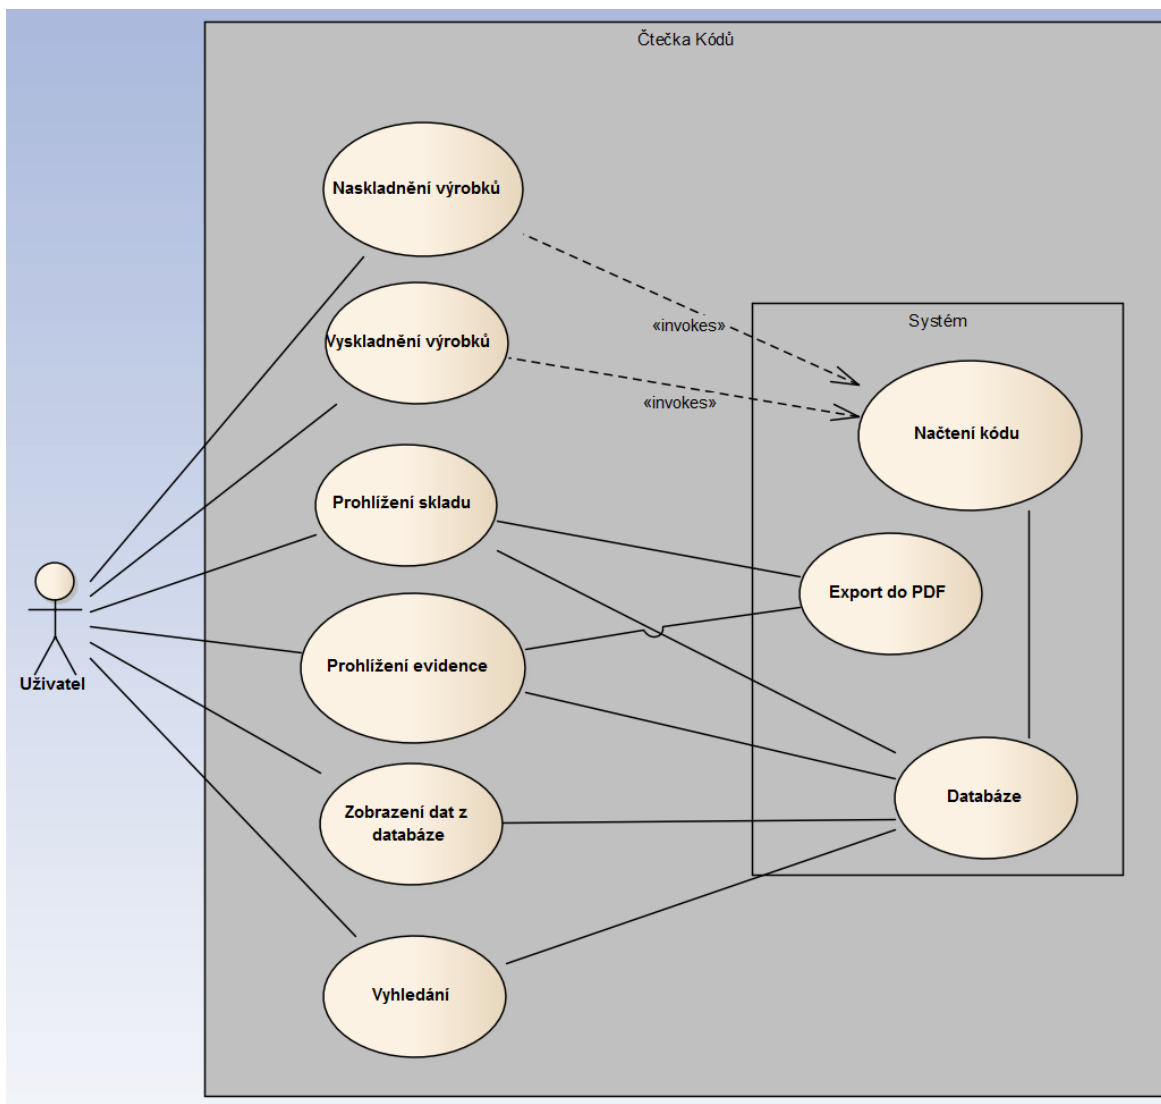 Čtečka Kódů
Naskladnění výrobků
«invokes»
Systém
Vyskladnění výrobků
«invokes»
Načtení kódu
Prohlížení skladu
Export do PDF
Prohlížení evidence
Uživatel
Databáze
Zobrazení dat z
databáze
Vyhledání